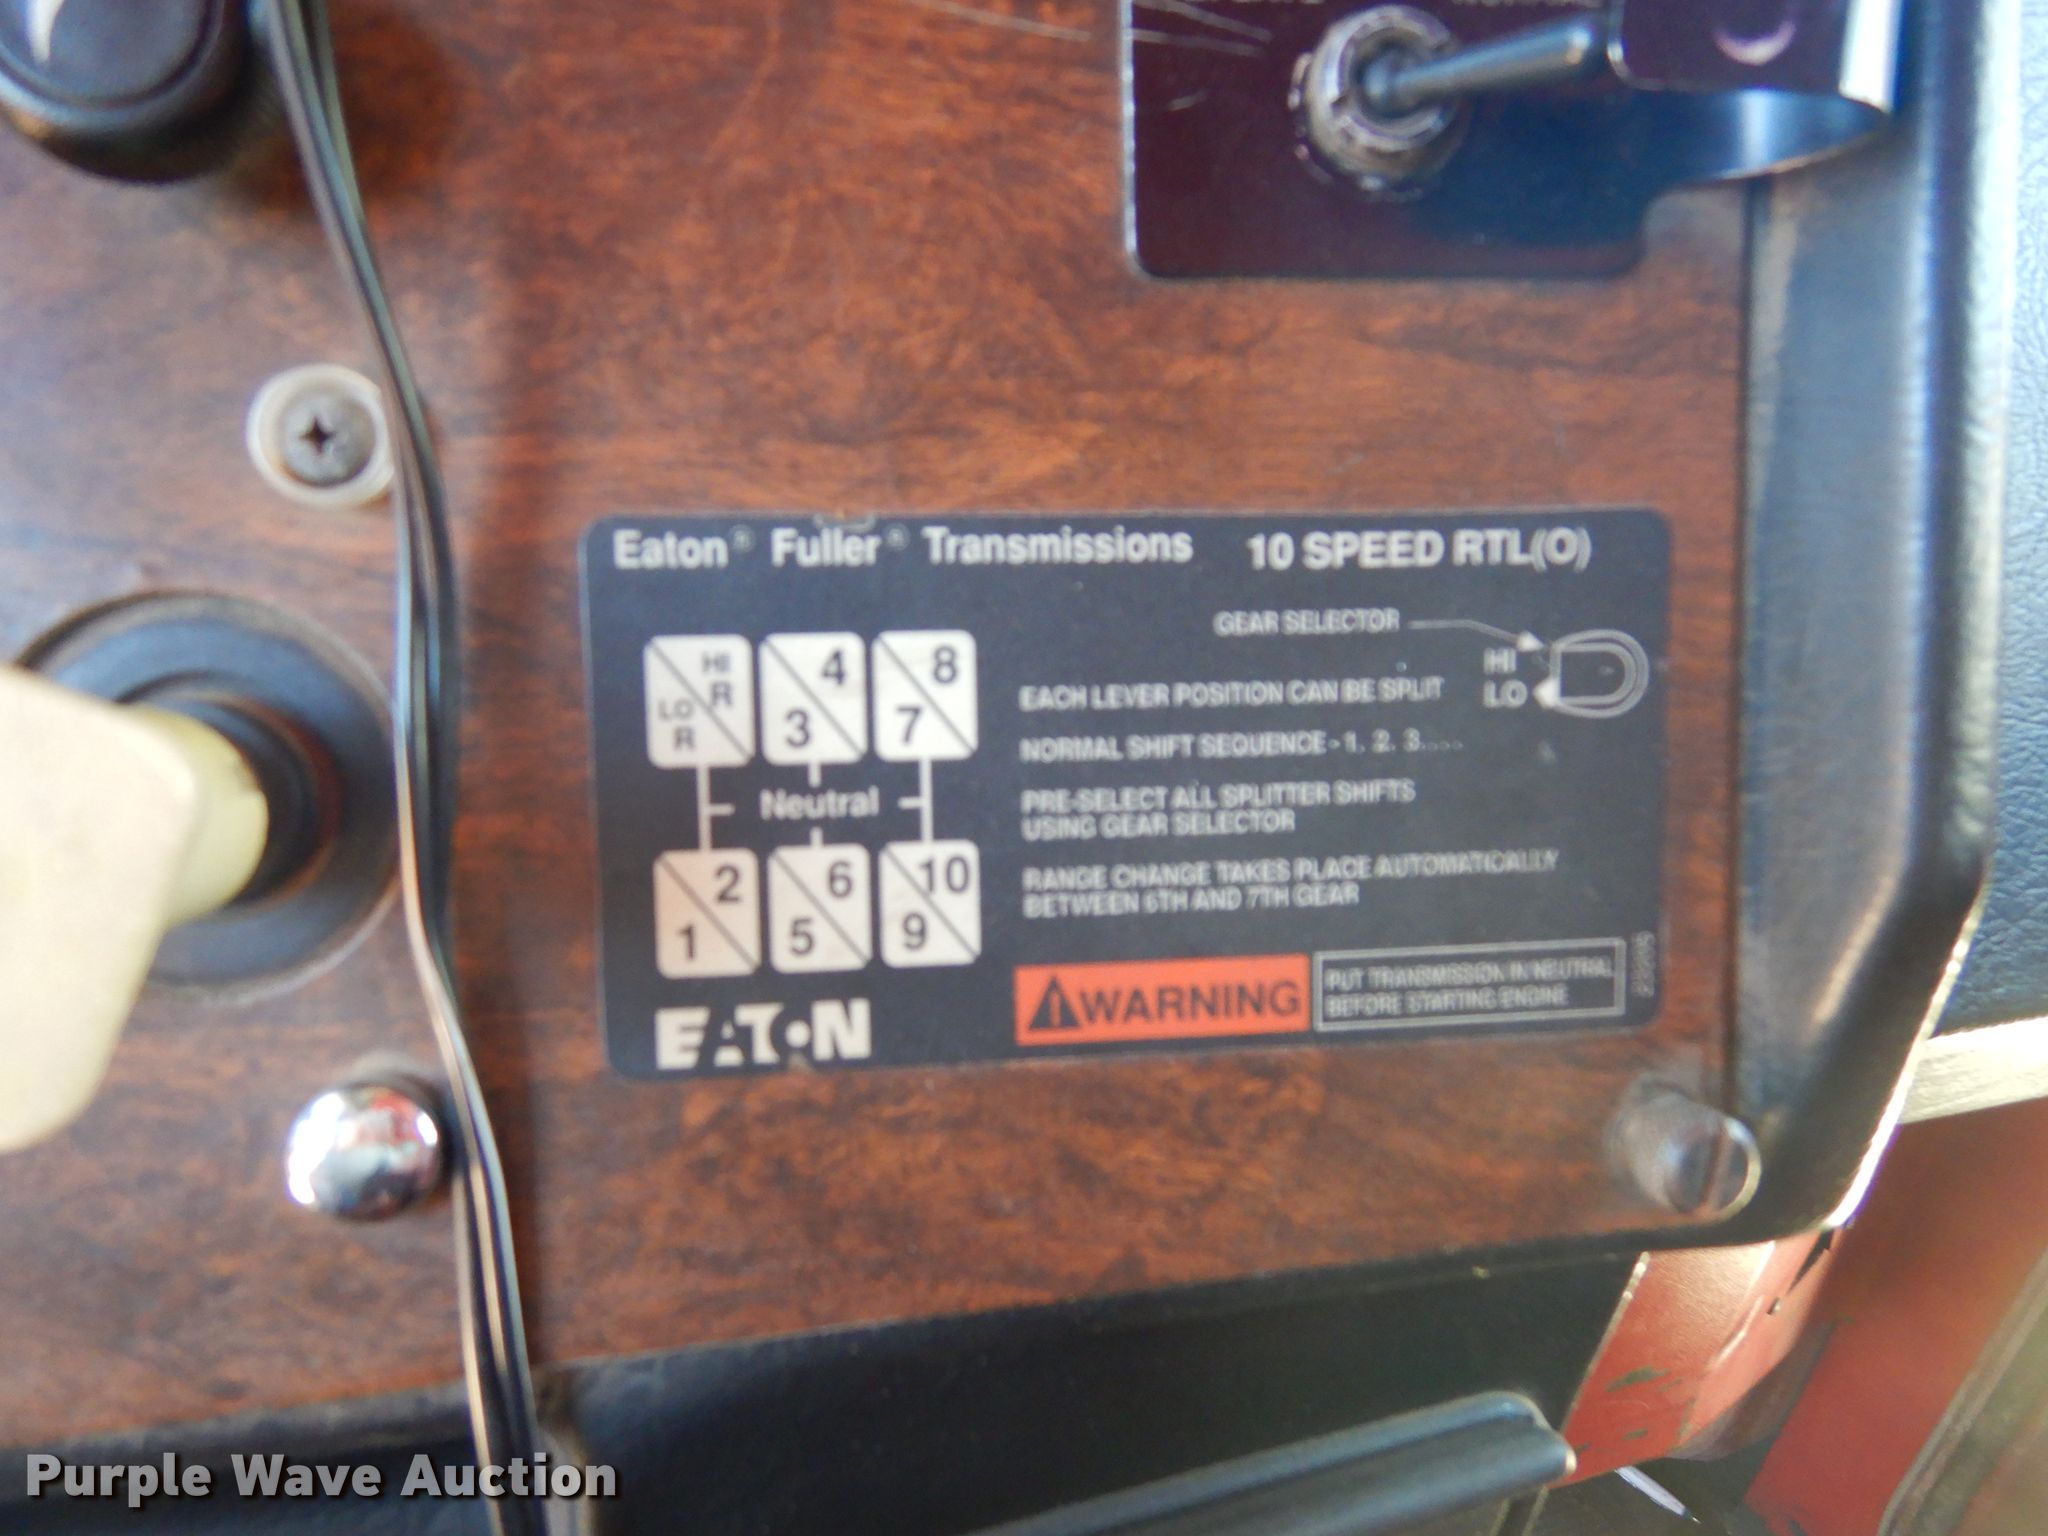 Eaton® Fuller® Transmissions 10 SPEED RTL(O)
GEAR SELECTOR
HI
LO
HI
R
LO
R
4
3
8
7
EACH LEVER POSITION CAN BE SPLIT
NORMAL SHIFT SEQUENCE - 1, 2, 3....
Neutral
PRE-SELECT ALL SPLITTER SHIFTS
USING GEAR SELECTOR
2
1
6
5
10
9
RANGE CHANGE TAKES PLACE AUTOMATICALLY
BETWEEN 6TH AND 7TH GEAR
EATON
WARNING
PUT TRANSMISSION IN NEUTRAL
BEFORE STARTING ENGINE
Purple Wave Auction